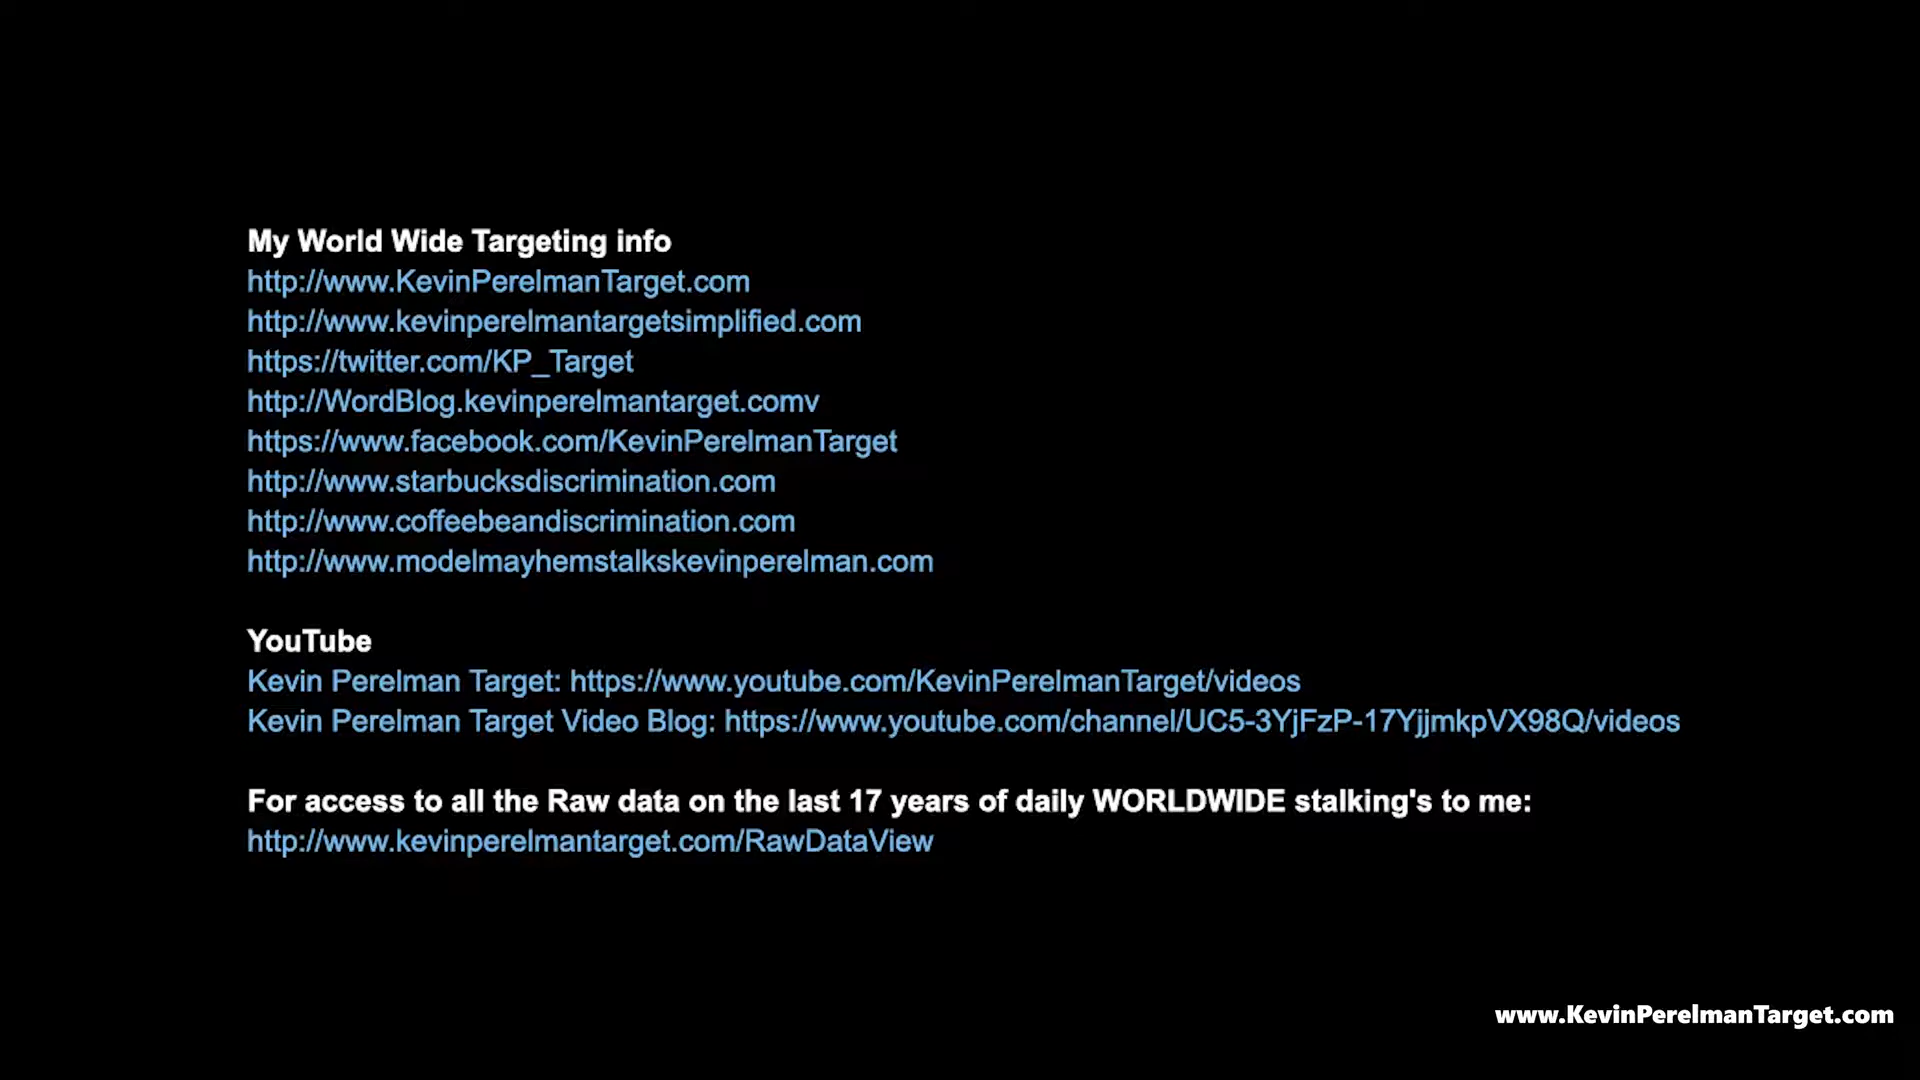 My World Wide Targeting info
http://www.KevinPerelmanTarget.com
http://www.kevinperelmantargetsimplified.com
https://twitter.com/KP_Target
http://WordBlog.kevinperelmantarget.comv
https://www.facebook.com/KevinPerelmanTarget
http://www.starbucksdiscrimination.com
http://www.coffeebeandiscrimination.com
http://www.modelmayhemstalkskevinperelman.com
YouTube
Kevin Perelman Target: https://www.youtube.com/KevinPerelmanTarget/videos
Kevin Perelman Target Video Blog: https://www.youtube.com/channel/UC5-3YjFzP-17YjjmkpVX98Q/videos
For access to all the Raw data on the last 17 years of daily WORLDWIDE stalking's to me:
http://www.kevinperelmantarget.com/RawDataView
www.KevinPerelmanTarget.com